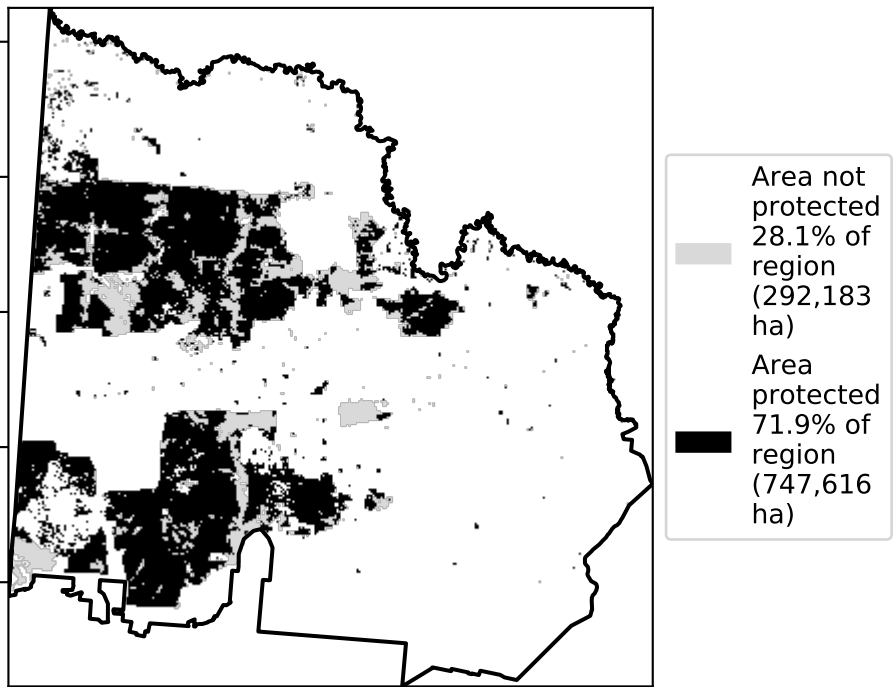 Area not
protected
28.1% of
region
(292,183
ha)
Area
protected
71.9% of
region
(747,616
ha)